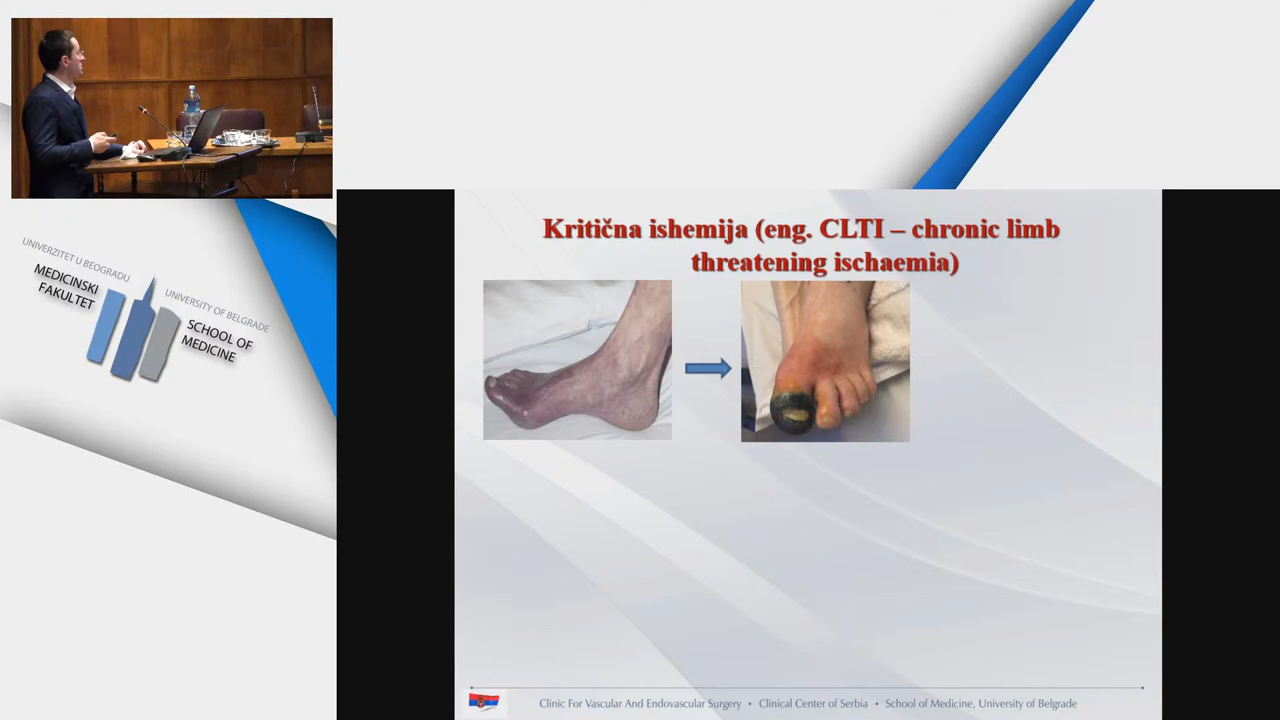 UNIVERZITET U BEOGRADU
MEDICINSKI
FAKULTET
UNIVERSITY OF BELGRADE
SCHOOL OF
MEDICINE
Kritična ishemija (eng. CLTI – chronic limb
threatening ischaemia)
Clinic For Vascular And Endovascular Surgery • Clinical Center of Serbia • School of Medicine, University of Belgrade